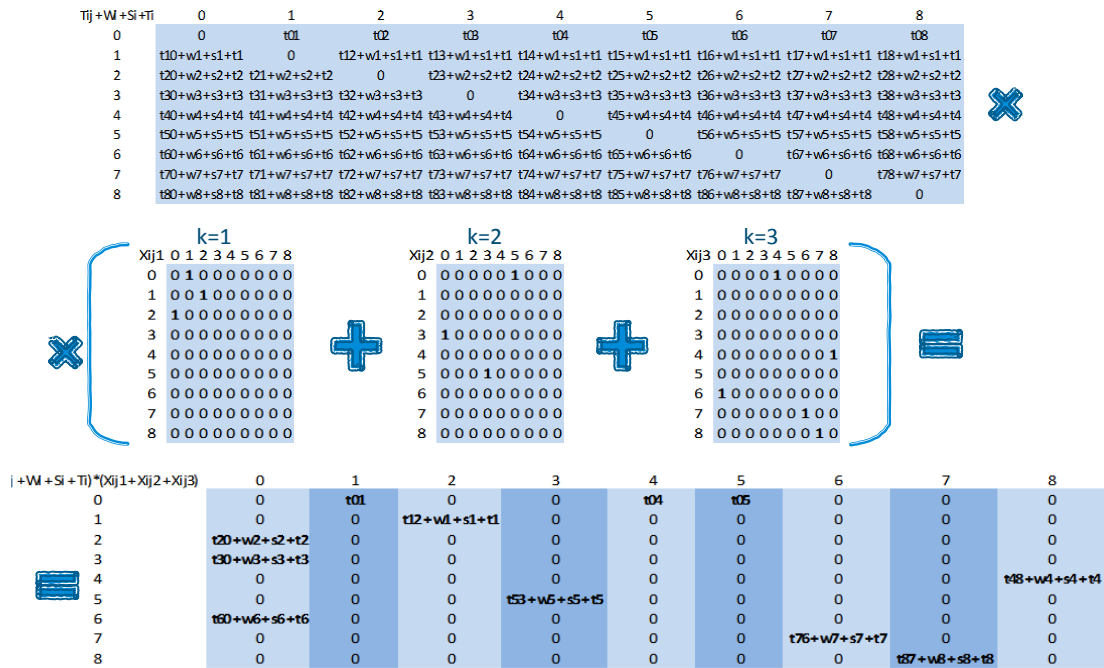 Tij + Wi + Si + Ti 0 1 2 3 4 5 6 7 8
0 0 t01 t02 t03 t04 t05 t06 t07 t08
1 t10+w1+s1+t1 0 t12+w1+s1+t1 t13+w1+s1+t1 t14+w1+s1+t1 t15+w1+s1+t1 t16+w1+s1+t1 t17+w1+s1+t1 t18+w1+s1+t1
2 t20+w2+s2+t2 t21+w2+s2+t2 0 t23+w2+s2+t2 t24+w2+s2+t2 t25+w2+s2+t2 t26+w2+s2+t2 t27+w2+s2+t2 t28+w2+s2+t2
3 t30+w3+s3+t3 t31+w3+s3+t3 t32+w3+s3+t3 0 t34+w3+s3+t3 t35+w3+s3+t3 t36+w3+s3+t3 t37+w3+s3+t3 t38+w3+s3+t3
4 t40+w4+s4+t4 t41+w4+s4+t4 t42+w4+s4+t4 t43+w4+s4+t4 0 t45+w4+s4+t4 t46+w4+s4+t4 t47+w4+s4+t4 t48+w4+s4+t4
5 t50+w5+s5+t5 t51+w5+s5+t5 t52+w5+s5+t5 t53+w5+s5+t5 t54+w5+s5+t5 0 t56+w5+s5+t5 t57+w5+s5+t5 t58+w5+s5+t5
6 t60+w6+s6+t6 t61+w6+s6+t6 t62+w6+s6+t6 t63+w6+s6+t6 t64+w6+s6+t6 t65+w6+s6+t6 0 t67+w6+s6+t6 t68+w6+s6+t6
7 t70+w7+s7+t7 t71+w7+s7+t7 t72+w7+s7+t7 t73+w7+s7+t7 t74+w7+s7+t7 t75+w7+s7+t7 t76+w7+s7+t7 0 t78+w7+s7+t7
8 t80+w8+s8+t8 t81+w8+s8+t8 t82+w8+s8+t8 t83+w8+s8+t8 t84+w8+s8+t8 t85+w8+s8+t8 t86+w8+s8+t8 t87+w8+s8+t8 0
k=1 k=2 k=3
Xij1 0 1 2 3 4 5 6 7 8 Xij2 0 1 2 3 4 5 6 7 8 Xij3 0 1 2 3 4 5 6 7 8
0 0 1 0 0 0 0 0 0 0 0 0 0 0 0 0 1 0 0 0 0 0 0 0 0 1 0 0 0 0
1 0 0 1 0 0 0 0 0 0 1 0 0 0 0 0 0 0 0 0 1 0 0 0 0 0 0 0 0 0
2 1 0 0 0 0 0 0 0 0 2 0 0 0 0 0 0 0 0 0 2 0 0 0 0 0 0 0 0 0
3 0 0 0 0 0 0 0 0 0 3 1 0 0 0 0 0 0 0 0 3 0 0 0 0 0 0 0 0 0
4 0 0 0 0 0 0 0 0 0 4 0 0 0 0 0 0 0 0 0 4 0 0 0 0 0 0 0 0 1
5 0 0 0 0 0 0 0 0 0 5 0 0 0 1 0 0 0 0 0 5 0 0 0 0 0 0 0 0 0
6 0 0 0 0 0 0 0 0 0 6 0 0 0 0 0 0 0 0 0 6 1 0 0 0 0 0 0 0 0
7 0 0 0 0 0 0 0 0 0 7 0 0 0 0 0 0 0 0 0 7 0 0 0 0 0 0 1 0 0
8 0 0 0 0 0 0 0 0 0 8 0 0 0 0 0 0 0 0 0 8 0 0 0 0 0 0 0 1 0
j + Wi + Si + Ti)*(Xij1+Xij2+Xij3) 0 1 2 3 4 5 6 7 8
0 0 t01 0 0 t04 t05 0 0 0
1 0 0 t12+w1+s1+t1 0 0 0 0 0 0
2 t20+w2+s2+t2 0 0 0 0 0 0 0 0
3 t30+w3+s3+t3 0 0 0 0 0 0 0 0
4 0 0 0 0 0 0 0 0 t48+w4+s4+t4
5 0 0 0 t53+w5+s5+t5 0 0 0 0 0
6 t60+w6+s6+t6 0 0 0 0 0 0 0 0
7 0 0 0 0 0 0 t76+w7+s7+t7 0 0
8 0 0 0 0 0 0 0 t87+w8+s8+t8 0